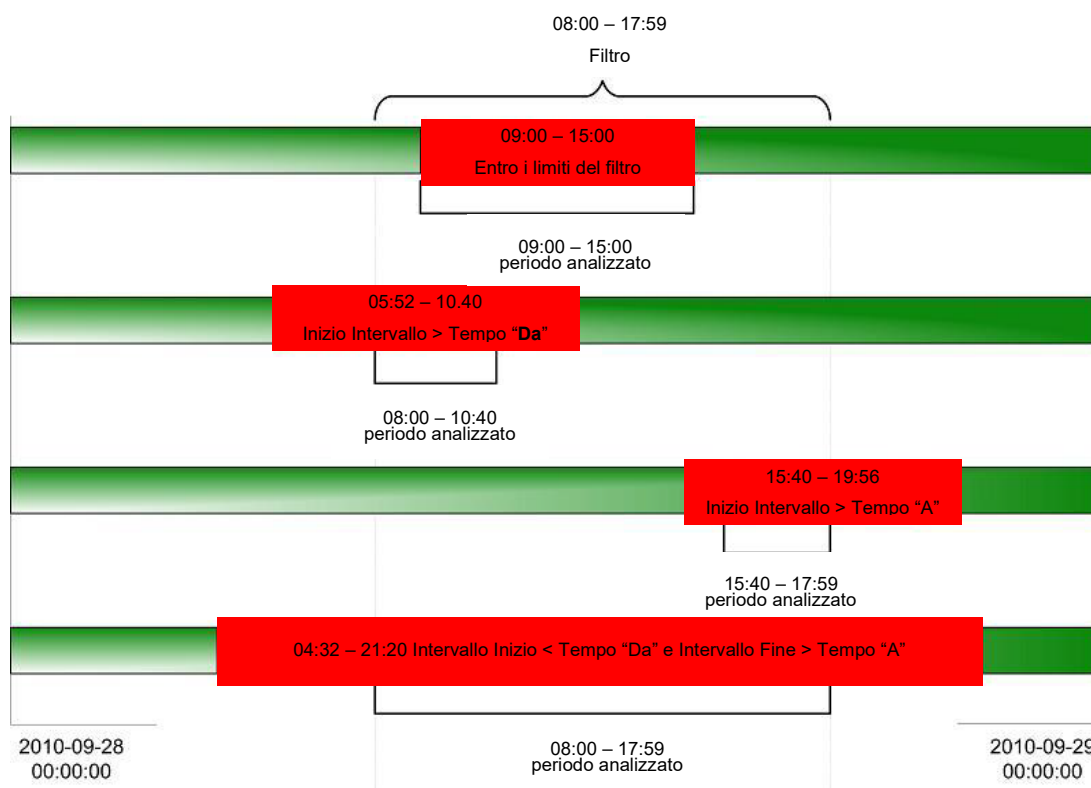 08:00 – 17:59
Filtro
09:00 – 15:00
Entro i limiti del filtro
09:00 – 15:00
periodo analizzato
05:52 – 10.40
Inizio Intervallo > Tempo “Da”
08:00 – 10:40
periodo analizzato
15:40 – 19:56
Inizio Intervallo > Tempo “A”
15:40 – 17:59
periodo analizzato
04:32 – 21:20 Intervallo Inizio < Tempo “Da” e Intervallo Fine > Tempo “A”
08:00 – 17:59
periodo analizzato
2010-09-28
00:00:00
2010-09-29
00:00:00